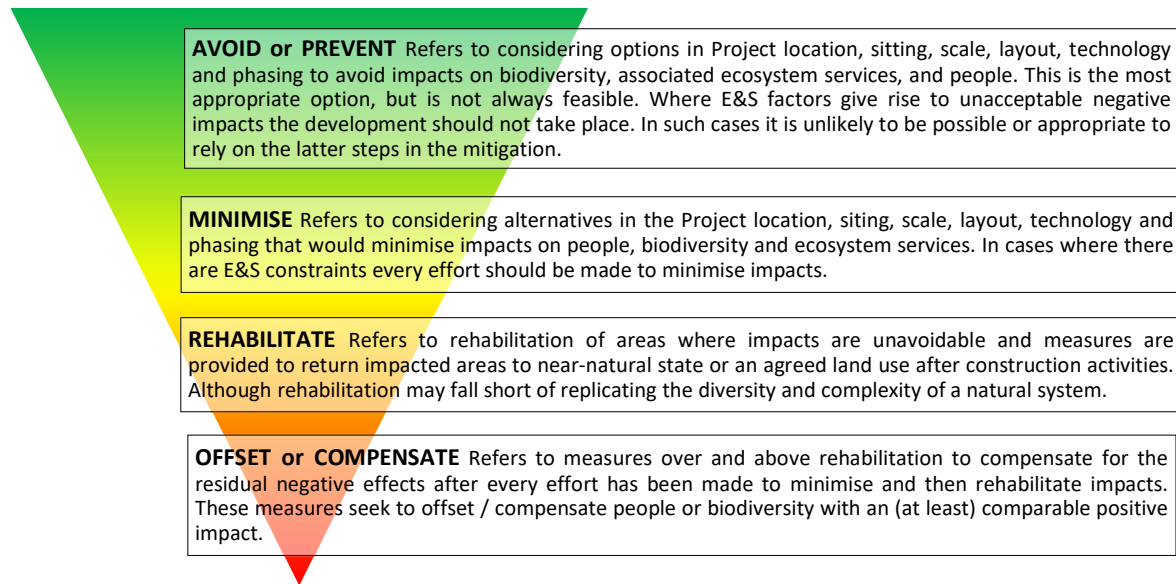 AVOID or PREVENT Refers to considering options in Project location, sitting, scale, layout, technology
and phasing to avoid impacts on biodiversity, associated ecosystem services, and people. This is the most
appropriate option, but is not always feasible. Where E&S factors give rise to unacceptable negative
impacts the development should not take place. In such cases it is unlikely to be possible or appropriate to
rely on the latter steps in the mitigation.
MINIMISE Refers to considering alternatives in the Project location, siting, scale, layout, technology and
phasing that would minimise impacts on people, biodiversity and ecosystem services. In cases where there
are E&S constraints every effort should be made to minimise impacts.
REHABILITATE Refers to rehabilitation of areas where impacts are unavoidable and measures are
provided to return impacted areas to near-natural state or an agreed land use after construction activities.
Although rehabilitation may fall short of replicating the diversity and complexity of a natural system.
OFFSET or COMPENSATE Refers to measures over and above rehabilitation to compensate for the
residual negative effects after every effort has been made to minimise and then rehabilitate impacts.
These measures seek to offset / compensate people or biodiversity with an (at least) comparable positive
impact.